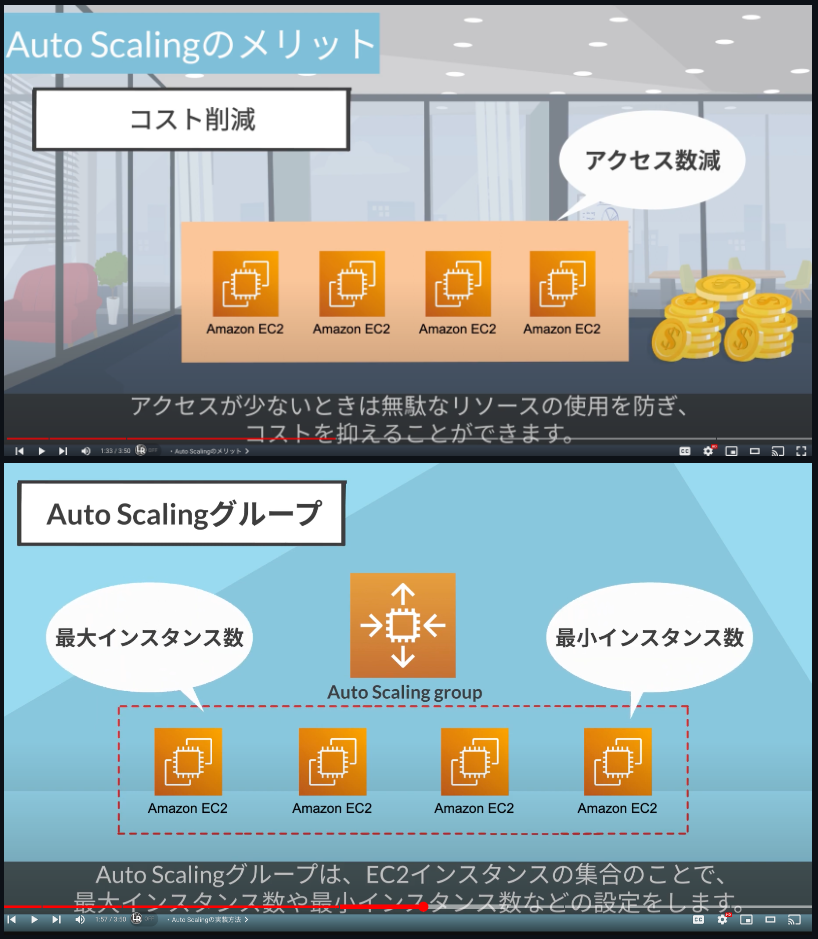 Auto Scalingのメリット
コスト削減
アクセス数減
Amazon EC2
Amazon EC2
Amazon EC2
Amazon EC2
アクセスが少ないときは無駄なリソースの使用を防ぎ、
コストを抑えることができます。
1:33 / 3:50
・Auto Scalingのメリット
Auto Scalingグループ
最大インスタンス数
最小インスタンス数
Auto Scaling group
Amazon EC2
Amazon EC2
Amazon EC2
Amazon EC2
Auto Scalingグループは、EC2インスタンスの集合のことで、
最大インスタンス数や最小インスタンス数などの設定をします。
・Auto Scalingの実装方法